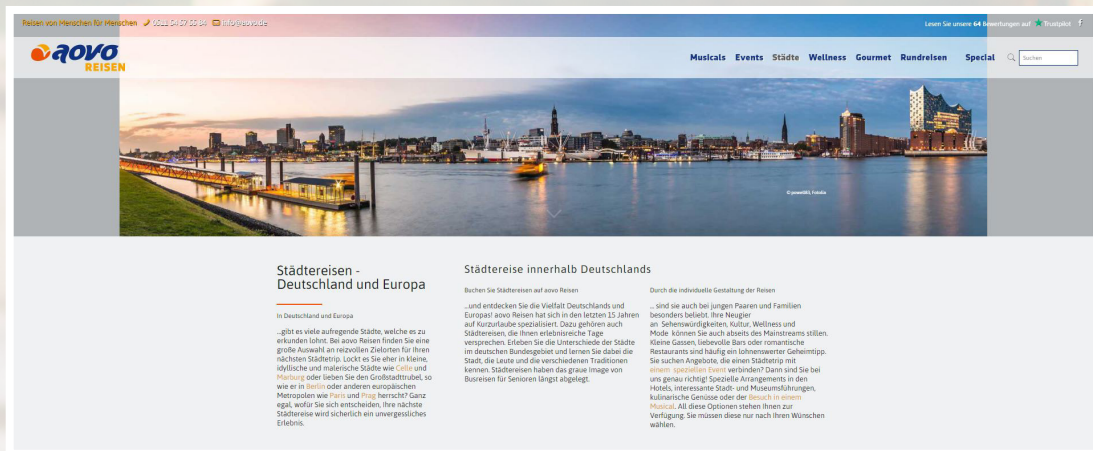 Reisen von Menschen für Menschen 0511 54 57 55 84 info@aovo.de
Lesen Sie unsere 64 Bewertungen auf Trustpilot f
aovo
REISEN
Musicals Events Städte Wellness Gourmet Rundreisen Special Suchen
© powell83, Fotolia
Städtereisen -
Deutschland und Europa
In Deutschland und Europa
...gibt es viele aufregende Städte, welche es zu
erkunden lohnt. Bei aovo Reisen finden Sie eine
große Auswahl an reizvollen Zielorten für Ihren
nächsten Städtetrip. Lockt es Sie eher in kleine,
idyllische und malerische Städte wie Celle und
Marburg oder lieben Sie den Großstadttrubel, so
wie er in Berlin oder anderen europäischen
Metropolen wie Paris und Prag herrscht? Ganz
egal, wofür Sie sich entscheiden, Ihre nächste
Städtereise wird sicherlich ein unvergessliches
Erlebnis.
Städtereise innerhalb Deutschlands
Buchen Sie Städtereisen auf aovo Reisen
...und entdecken Sie die Vielfalt Deutschlands und
Europas! aovo Reisen hat sich in den letzten 15 Jahren
auf Kurzurlaube spezialisiert. Dazu gehören auch
Städtereisen, die Ihnen erlebnisreiche Tage
versprechen. Erleben Sie die Unterschiede der Städte
im deutschen Bundesgebiet und lernen Sie dabei die
Stadt, die Leute und die verschiedenen Traditionen
kennen. Städtereisen haben das graue Image von
Busreisen für Senioren längst abgelegt.
Durch die individuelle Gestaltung der Reisen
... sind sie auch bei jungen Paaren und Familien
besonders beliebt. Ihre Neugier
an Sehenswürdigkeiten, Kultur, Wellness und
Mode können Sie auch abseits des Mainstreams stillen.
Kleine Gassen, liebevolle Bars oder romantische
Restaurants sind häufig ein lohnenswerter Geheimtipp.
Sie suchen Angebote, die einen Städtetrip mit
einem speziellen Event verbinden? Dann sind Sie bei
uns genau richtig! Spezielle Arrangements in den
Hotels, interessante Stadt- und Museumsführungen,
kulinarische Genüsse oder der Besuch in einem
Musical. All diese Optionen stehen Ihnen zur
Verfügung. Sie müssen diese nur nach Ihren Wünschen
wählen.